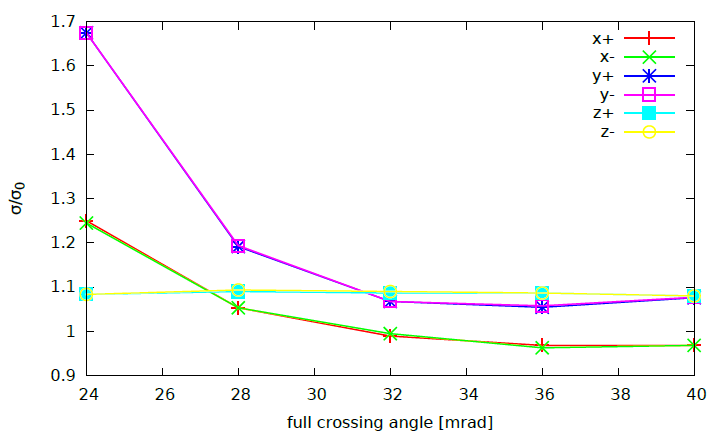 1.7
1.6
1.5
1.4
1.3
1.2
1.1
1
0.9
σ/σ0
x+
x-
y+
y-
z+
z-
24 26 28 30 32 34 36 38 40
full crossing angle [mrad]